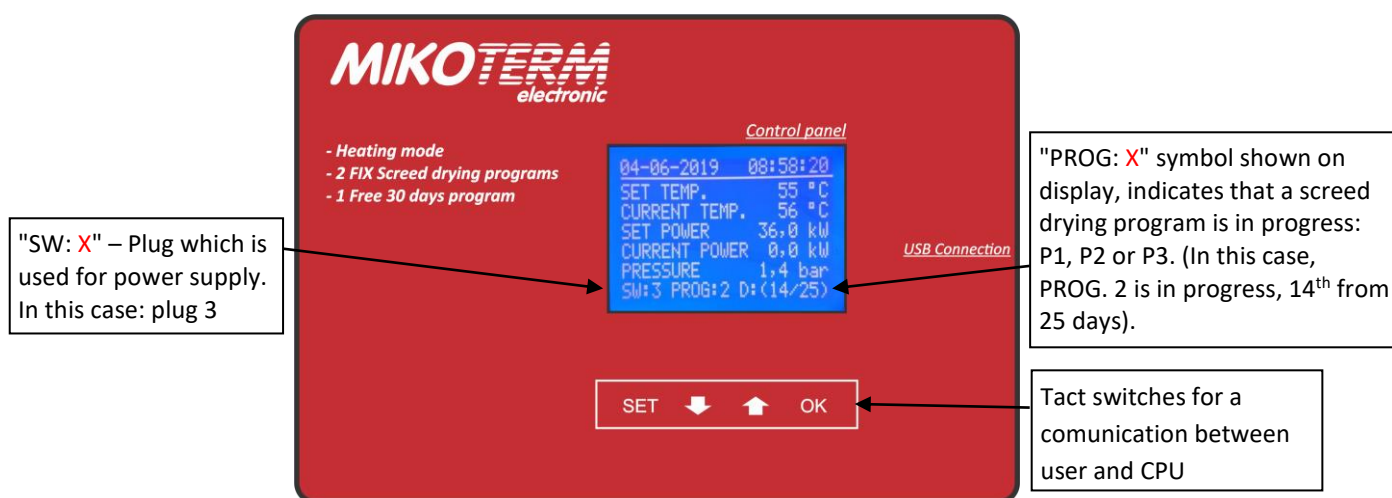 MIKOTERM
electronic
- Heating mode
- 2 FIX Screed drying programs
- 1 Free 30 days program
Control panel
04-06-2019 08:58:20
SET TEMP. 55 °C
CURRENT TEMP. 56 °C
SET POWER 36,0 kW
CURRENT POWER 0,0 kW
PRESSURE 1,4 bar
SW:3 PROG:2 D:(14/25)
USB Connection
SET OK
"SW: X" – Plug which is
used for power supply.
In this case: plug 3
"PROG: X" symbol shown on
display, indicates that a screed
drying program is in progress:
P1, P2 or P3. (In this case,
PROG. 2 is in progress, 14th from
25 days).
Tact switches for a
comunication between
user and CPU